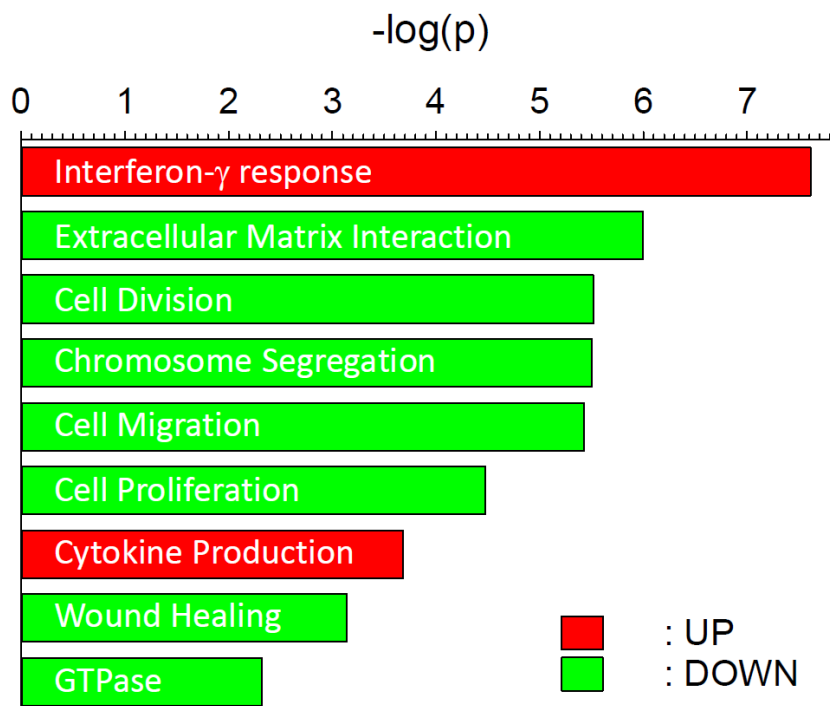 -log(p)
0 1 2 3 4 5 6 7
Interferon-γ response
Extracellular Matrix Interaction
Cell Division
Chromosome Segregation
Cell Migration
Cell Proliferation
Cytokine Production
Wound Healing
GTPase
: UP
: DOWN